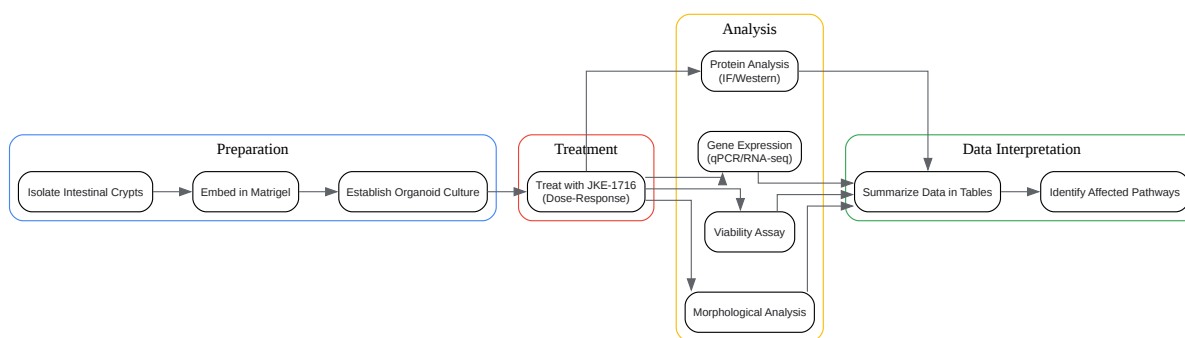 Preparation
Isolate Intestinal Crypts
Embed in Matrigel
Establish Organoid Culture
Treatment
Treat with JKE-1716
(Dose-Response)
Analysis
Protein Analysis
(IF/Western)
Gene Expression
(qPCR/RNA-seq)
Viability Assay
Morphological Analysis
Data Interpretation
Summarize Data in Tables
Identify Affected Pathways